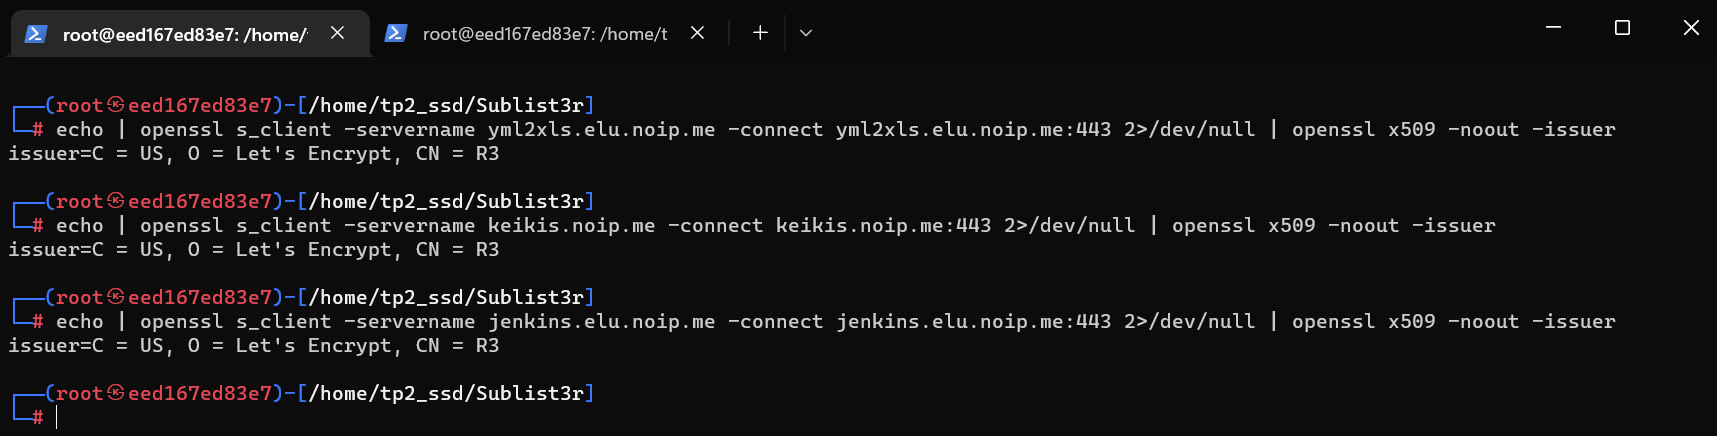 root@eed167ed83e7: /home/ root@eed167ed83e7: /home/t
┌──(root㉿eed167ed83e7)-[/home/tp2_ssd/Sublist3r]
└─# echo | openssl s_client -servername yml2xls.elu.noip.me -connect yml2xls.elu.noip.me:443 2>/dev/null | openssl x509 -noout -issuer
issuer=C = US, O = Let's Encrypt, CN = R3
┌──(root㉿eed167ed83e7)-[/home/tp2_ssd/Sublist3r]
└─# echo | openssl s_client -servername keikis.noip.me -connect keikis.noip.me:443 2>/dev/null | openssl x509 -noout -issuer
issuer=C = US, O = Let's Encrypt, CN = R3
┌──(root㉿eed167ed83e7)-[/home/tp2_ssd/Sublist3r]
└─# echo | openssl s_client -servername jenkins.elu.noip.me -connect jenkins.elu.noip.me:443 2>/dev/null | openssl x509 -noout -issuer
issuer=C = US, O = Let's Encrypt, CN = R3
┌──(root㉿eed167ed83e7)-[/home/tp2_ssd/Sublist3r]
└─#